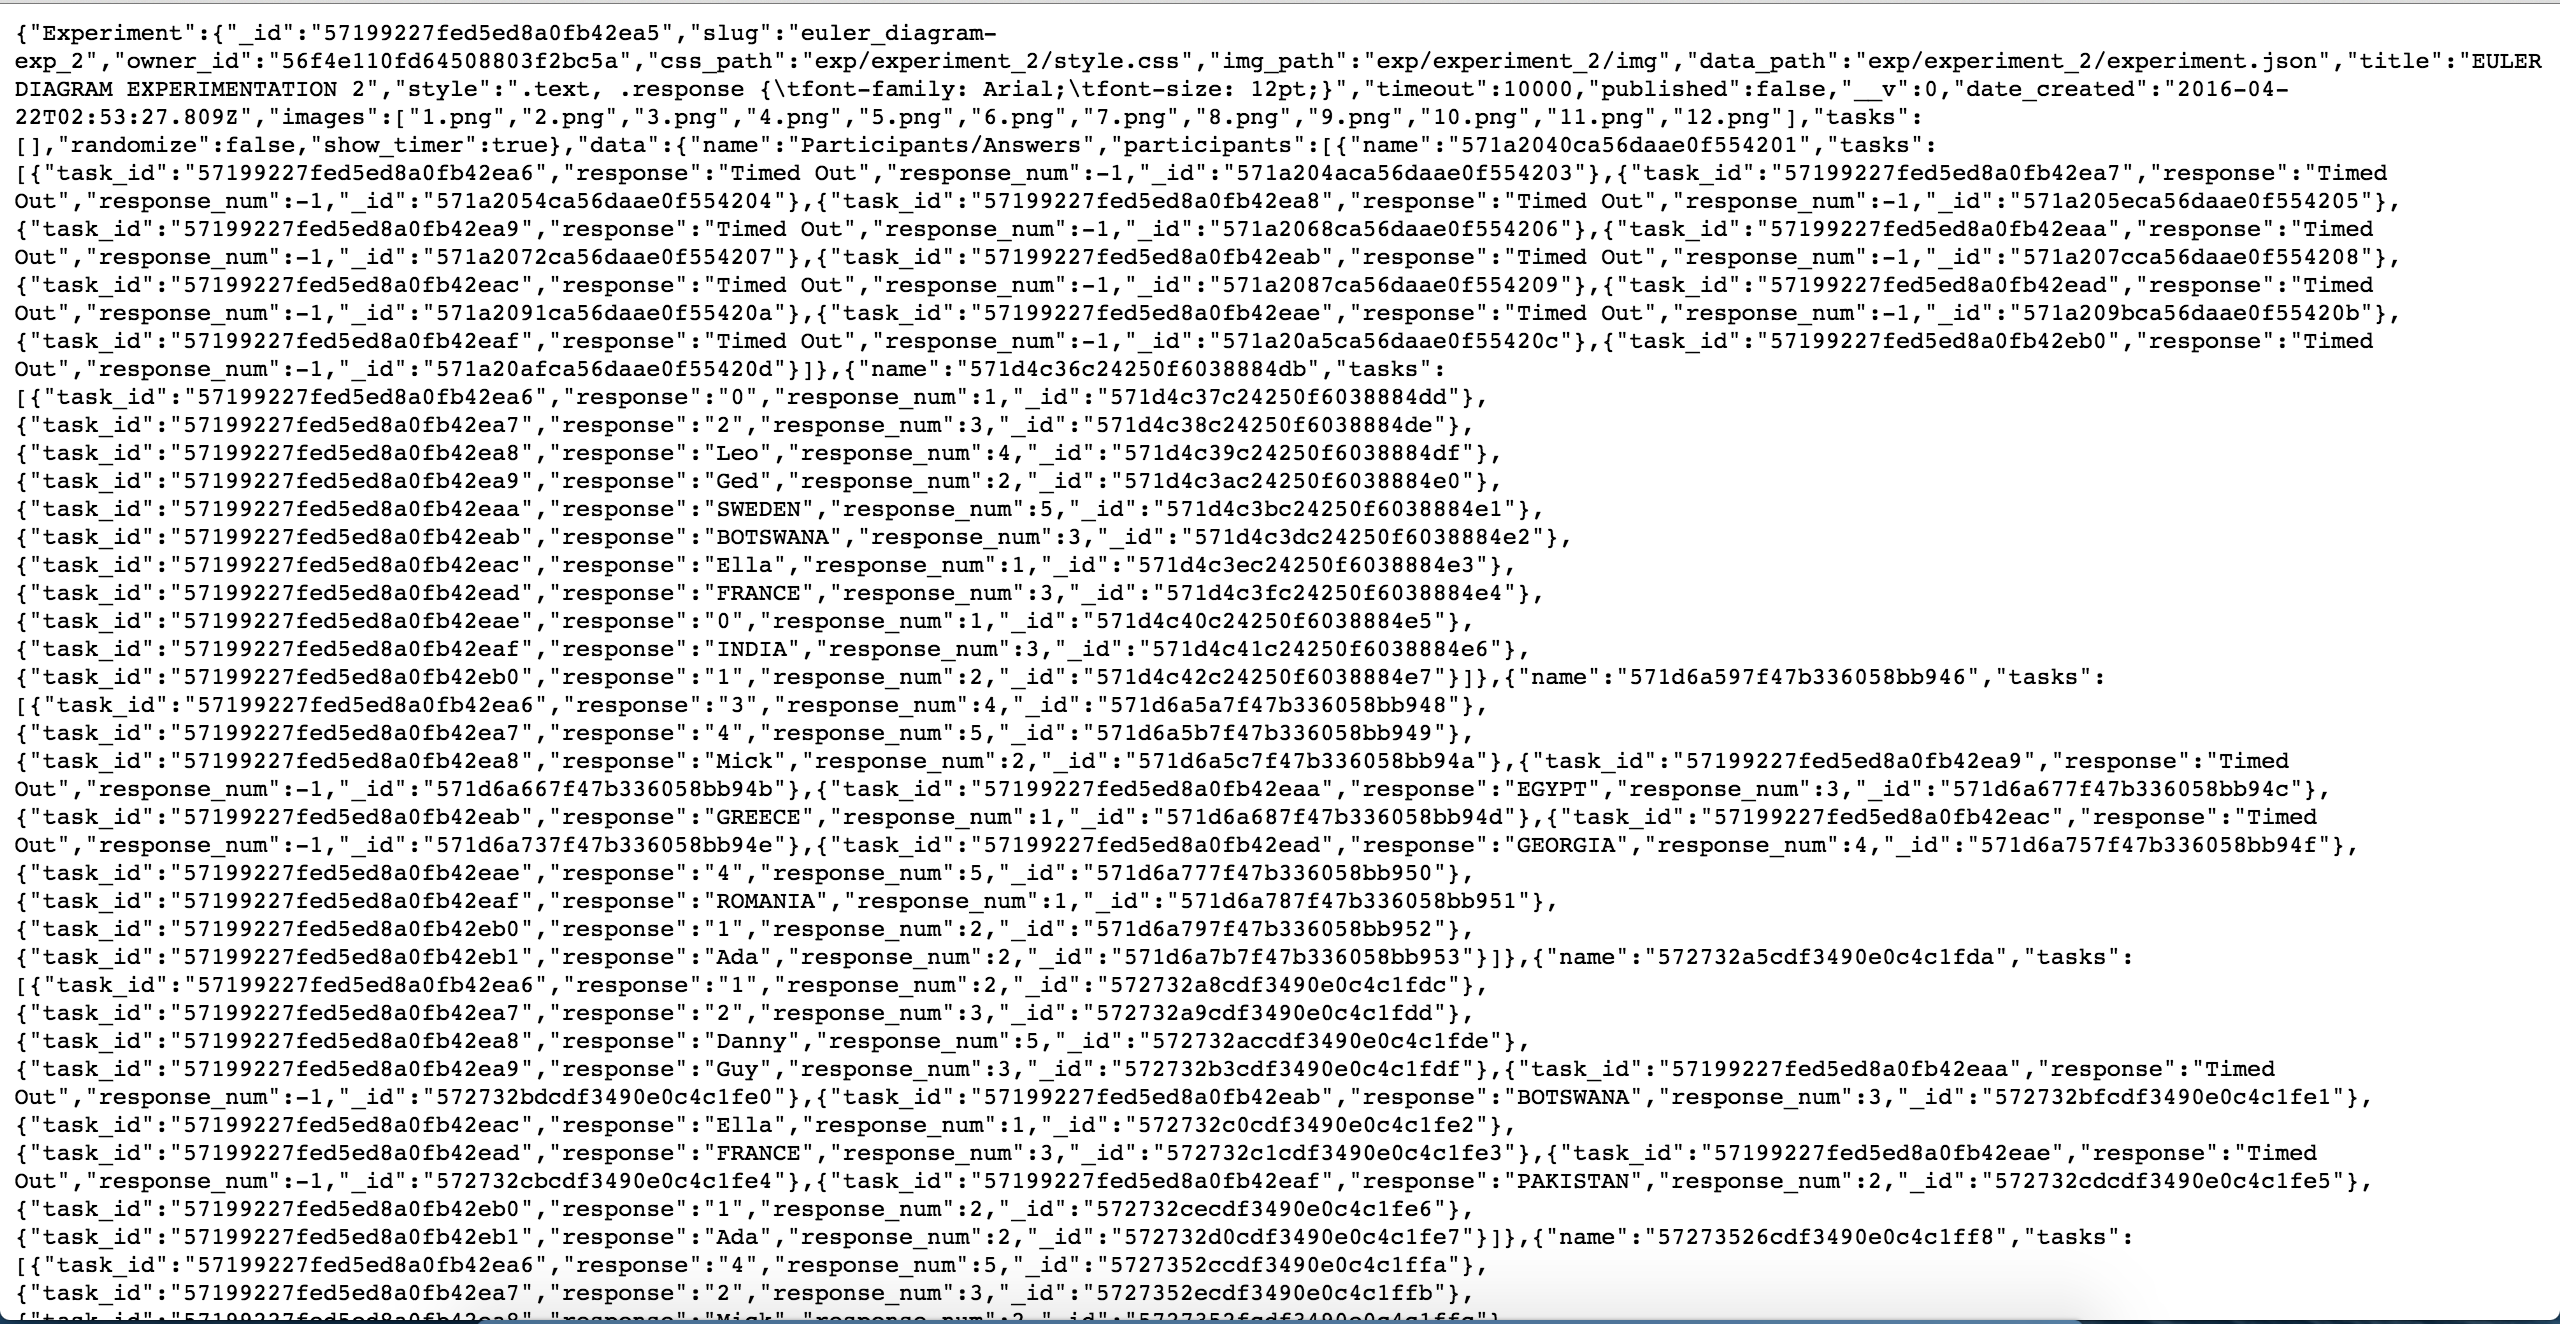 {"Experiment":{"_id":"57199227fed5ed8a0fb42ea5","slug":"euler_diagram-
exp_2","owner_id":"56f4e110fd64508803f2bc5a","css_path":"exp/experiment_2/style.css","img_path":"exp/experiment_2/img","data_path":"exp/experiment_2/experiment.json","title":"EULER
DIAGRAM EXPERIMENTATION 2","style":".text, .response {\tfont-family: Arial;\tfont-size: 12pt;}","timeout":10000,"published":false,"__v":0,"date_created":"2016-04-
22T02:53:27.809Z","images":["1.png","2.png","3.png","4.png","5.png","6.png","7.png","8.png","9.png","10.png","11.png","12.png"],"tasks":
[],"randomize":false,"show_timer":true},"data":{"name":"Participants/Answers","participants":[{"name":"571a2040ca56daae0f554201","tasks":
[{"task_id":"57199227fed5ed8a0fb42ea6","response":"Timed Out","response_num":-1,"_id":"571a204aca56daae0f554203"},{"task_id":"57199227fed5ed8a0fb42ea7","response":"Timed
Out","response_num":-1,"_id":"571a2054ca56daae0f554204"},{"task_id":"57199227fed5ed8a0fb42ea8","response":"Timed Out","response_num":-1,"_id":"571a205eca56daae0f554205"},
{"task_id":"57199227fed5ed8a0fb42ea9","response":"Timed Out","response_num":-1,"_id":"571a2068ca56daae0f554206"},{"task_id":"57199227fed5ed8a0fb42eaa","response":"Timed
Out","response_num":-1,"_id":"571a2072ca56daae0f554207"},{"task_id":"57199227fed5ed8a0fb42eab","response":"Timed Out","response_num":-1,"_id":"571a207cca56daae0f554208"},
{"task_id":"57199227fed5ed8a0fb42eac","response":"Timed Out","response_num":-1,"_id":"571a2087ca56daae0f554209"},{"task_id":"57199227fed5ed8a0fb42ead","response":"Timed
Out","response_num":-1,"_id":"571a2091ca56daae0f55420a"},{"task_id":"57199227fed5ed8a0fb42eae","response":"Timed Out","response_num":-1,"_id":"571a209bca56daae0f55420b"},
{"task_id":"57199227fed5ed8a0fb42eaf","response":"Timed Out","response_num":-1,"_id":"571a20a5ca56daae0f55420c"},{"task_id":"57199227fed5ed8a0fb42eb0","response":"Timed
Out","response_num":-1,"_id":"571a20afca56daae0f55420d"}]},{"name":"571d4c36c24250f6038884db","tasks":
[{"task_id":"57199227fed5ed8a0fb42ea6","response":"0","response_num":1,"_id":"571d4c37c24250f6038884dd"},
{"task_id":"57199227fed5ed8a0fb42ea7","response":"2","response_num":3,"_id":"571d4c38c24250f6038884de"},
{"task_id":"57199227fed5ed8a0fb42ea8","response":"Leo","response_num":4,"_id":"571d4c39c24250f6038884df"},
{"task_id":"57199227fed5ed8a0fb42ea9","response":"Ged","response_num":2,"_id":"571d4c3ac24250f6038884e0"},
{"task_id":"57199227fed5ed8a0fb42eaa","response":"SWEDEN","response_num":5,"_id":"571d4c3bc24250f6038884e1"},
{"task_id":"57199227fed5ed8a0fb42eab","response":"BOTSWANA","response_num":3,"_id":"571d4c3dc24250f6038884e2"},
{"task_id":"57199227fed5ed8a0fb42eac","response":"Ella","response_num":1,"_id":"571d4c3ec24250f6038884e3"},
{"task_id":"57199227fed5ed8a0fb42ead","response":"FRANCE","response_num":3,"_id":"571d4c3fc24250f6038884e4"},
{"task_id":"57199227fed5ed8a0fb42eae","response":"0","response_num":1,"_id":"571d4c40c24250f6038884e5"},
{"task_id":"57199227fed5ed8a0fb42eaf","response":"INDIA","response_num":3,"_id":"571d4c41c24250f6038884e6"},
{"task_id":"57199227fed5ed8a0fb42eb0","response":"1","response_num":2,"_id":"571d4c42c24250f6038884e7"}]},{"name":"571d6a597f47b336058bb946","tasks":
[{"task_id":"57199227fed5ed8a0fb42ea6","response":"3","response_num":4,"_id":"571d6a5a7f47b336058bb948"},
{"task_id":"57199227fed5ed8a0fb42ea7","response":"4","response_num":5,"_id":"571d6a5b7f47b336058bb949"},
{"task_id":"57199227fed5ed8a0fb42ea8","response":"Mick","response_num":2,"_id":"571d6a5c7f47b336058bb94a"},{"task_id":"57199227fed5ed8a0fb42ea9","response":"Timed
Out","response_num":-1,"_id":"571d6a667f47b336058bb94b"},{"task_id":"57199227fed5ed8a0fb42eaa","response":"EGYPT","response_num":3,"_id":"571d6a677f47b336058bb94c"},
{"task_id":"57199227fed5ed8a0fb42eab","response":"GREECE","response_num":1,"_id":"571d6a687f47b336058bb94d"},{"task_id":"57199227fed5ed8a0fb42eac","response":"Timed
Out","response_num":-1,"_id":"571d6a737f47b336058bb94e"},{"task_id":"57199227fed5ed8a0fb42ead","response":"GEORGIA","response_num":4,"_id":"571d6a757f47b336058bb94f"},
{"task_id":"57199227fed5ed8a0fb42eae","response":"4","response_num":5,"_id":"571d6a777f47b336058bb950"},
{"task_id":"57199227fed5ed8a0fb42eaf","response":"ROMANIA","response_num":1,"_id":"571d6a787f47b336058bb951"},
{"task_id":"57199227fed5ed8a0fb42eb0","response":"1","response_num":2,"_id":"571d6a797f47b336058bb952"},
{"task_id":"57199227fed5ed8a0fb42eb1","response":"Ada","response_num":2,"_id":"571d6a7b7f47b336058bb953"}]},{"name":"572732a5cdf3490e0c4c1fda","tasks":
[{"task_id":"57199227fed5ed8a0fb42ea6","response":"1","response_num":2,"_id":"572732a8cdf3490e0c4c1fdc"},
{"task_id":"57199227fed5ed8a0fb42ea7","response":"2","response_num":3,"_id":"572732a9cdf3490e0c4c1fdd"},
{"task_id":"57199227fed5ed8a0fb42ea8","response":"Danny","response_num":5,"_id":"572732accdf3490e0c4c1fde"},
{"task_id":"57199227fed5ed8a0fb42ea9","response":"Guy","response_num":3,"_id":"572732b3cdf3490e0c4c1fdf"},{"task_id":"57199227fed5ed8a0fb42eaa","response":"Timed
Out","response_num":-1,"_id":"572732bdcdf3490e0c4c1fe0"},{"task_id":"57199227fed5ed8a0fb42eab","response":"BOTSWANA","response_num":3,"_id":"572732bfcdf3490e0c4c1fe1"},
{"task_id":"57199227fed5ed8a0fb42eac","response":"Ella","response_num":1,"_id":"572732c0cdf3490e0c4c1fe2"},
{"task_id":"57199227fed5ed8a0fb42ead","response":"FRANCE","response_num":3,"_id":"572732c1cdf3490e0c4c1fe3"},{"task_id":"57199227fed5ed8a0fb42eae","response":"Timed
Out","response_num":-1,"_id":"572732cbcdf3490e0c4c1fe4"},{"task_id":"57199227fed5ed8a0fb42eaf","response":"PAKISTAN","response_num":2,"_id":"572732cdcdf3490e0c4c1fe5"},
{"task_id":"57199227fed5ed8a0fb42eb0","response":"1","response_num":2,"_id":"572732cecdf3490e0c4c1fe6"},
{"task_id":"57199227fed5ed8a0fb42eb1","response":"Ada","response_num":2,"_id":"572732d0cdf3490e0c4c1fe7"}]},{"name":"57273526cdf3490e0c4c1ff8","tasks":
[{"task_id":"57199227fed5ed8a0fb42ea6","response":"4","response_num":5,"_id":"5727352ccdf3490e0c4c1ffa"},
{"task_id":"57199227fed5ed8a0fb42ea7","response":"2","response_num":3,"_id":"5727352ecdf3490e0c4c1ffb"},
{"task_id":"57199227fed5ed8a0fb42ea8","response":"Mick","response_num":2,"_id":"5727352fcdf3490e0c4c1ffc"}